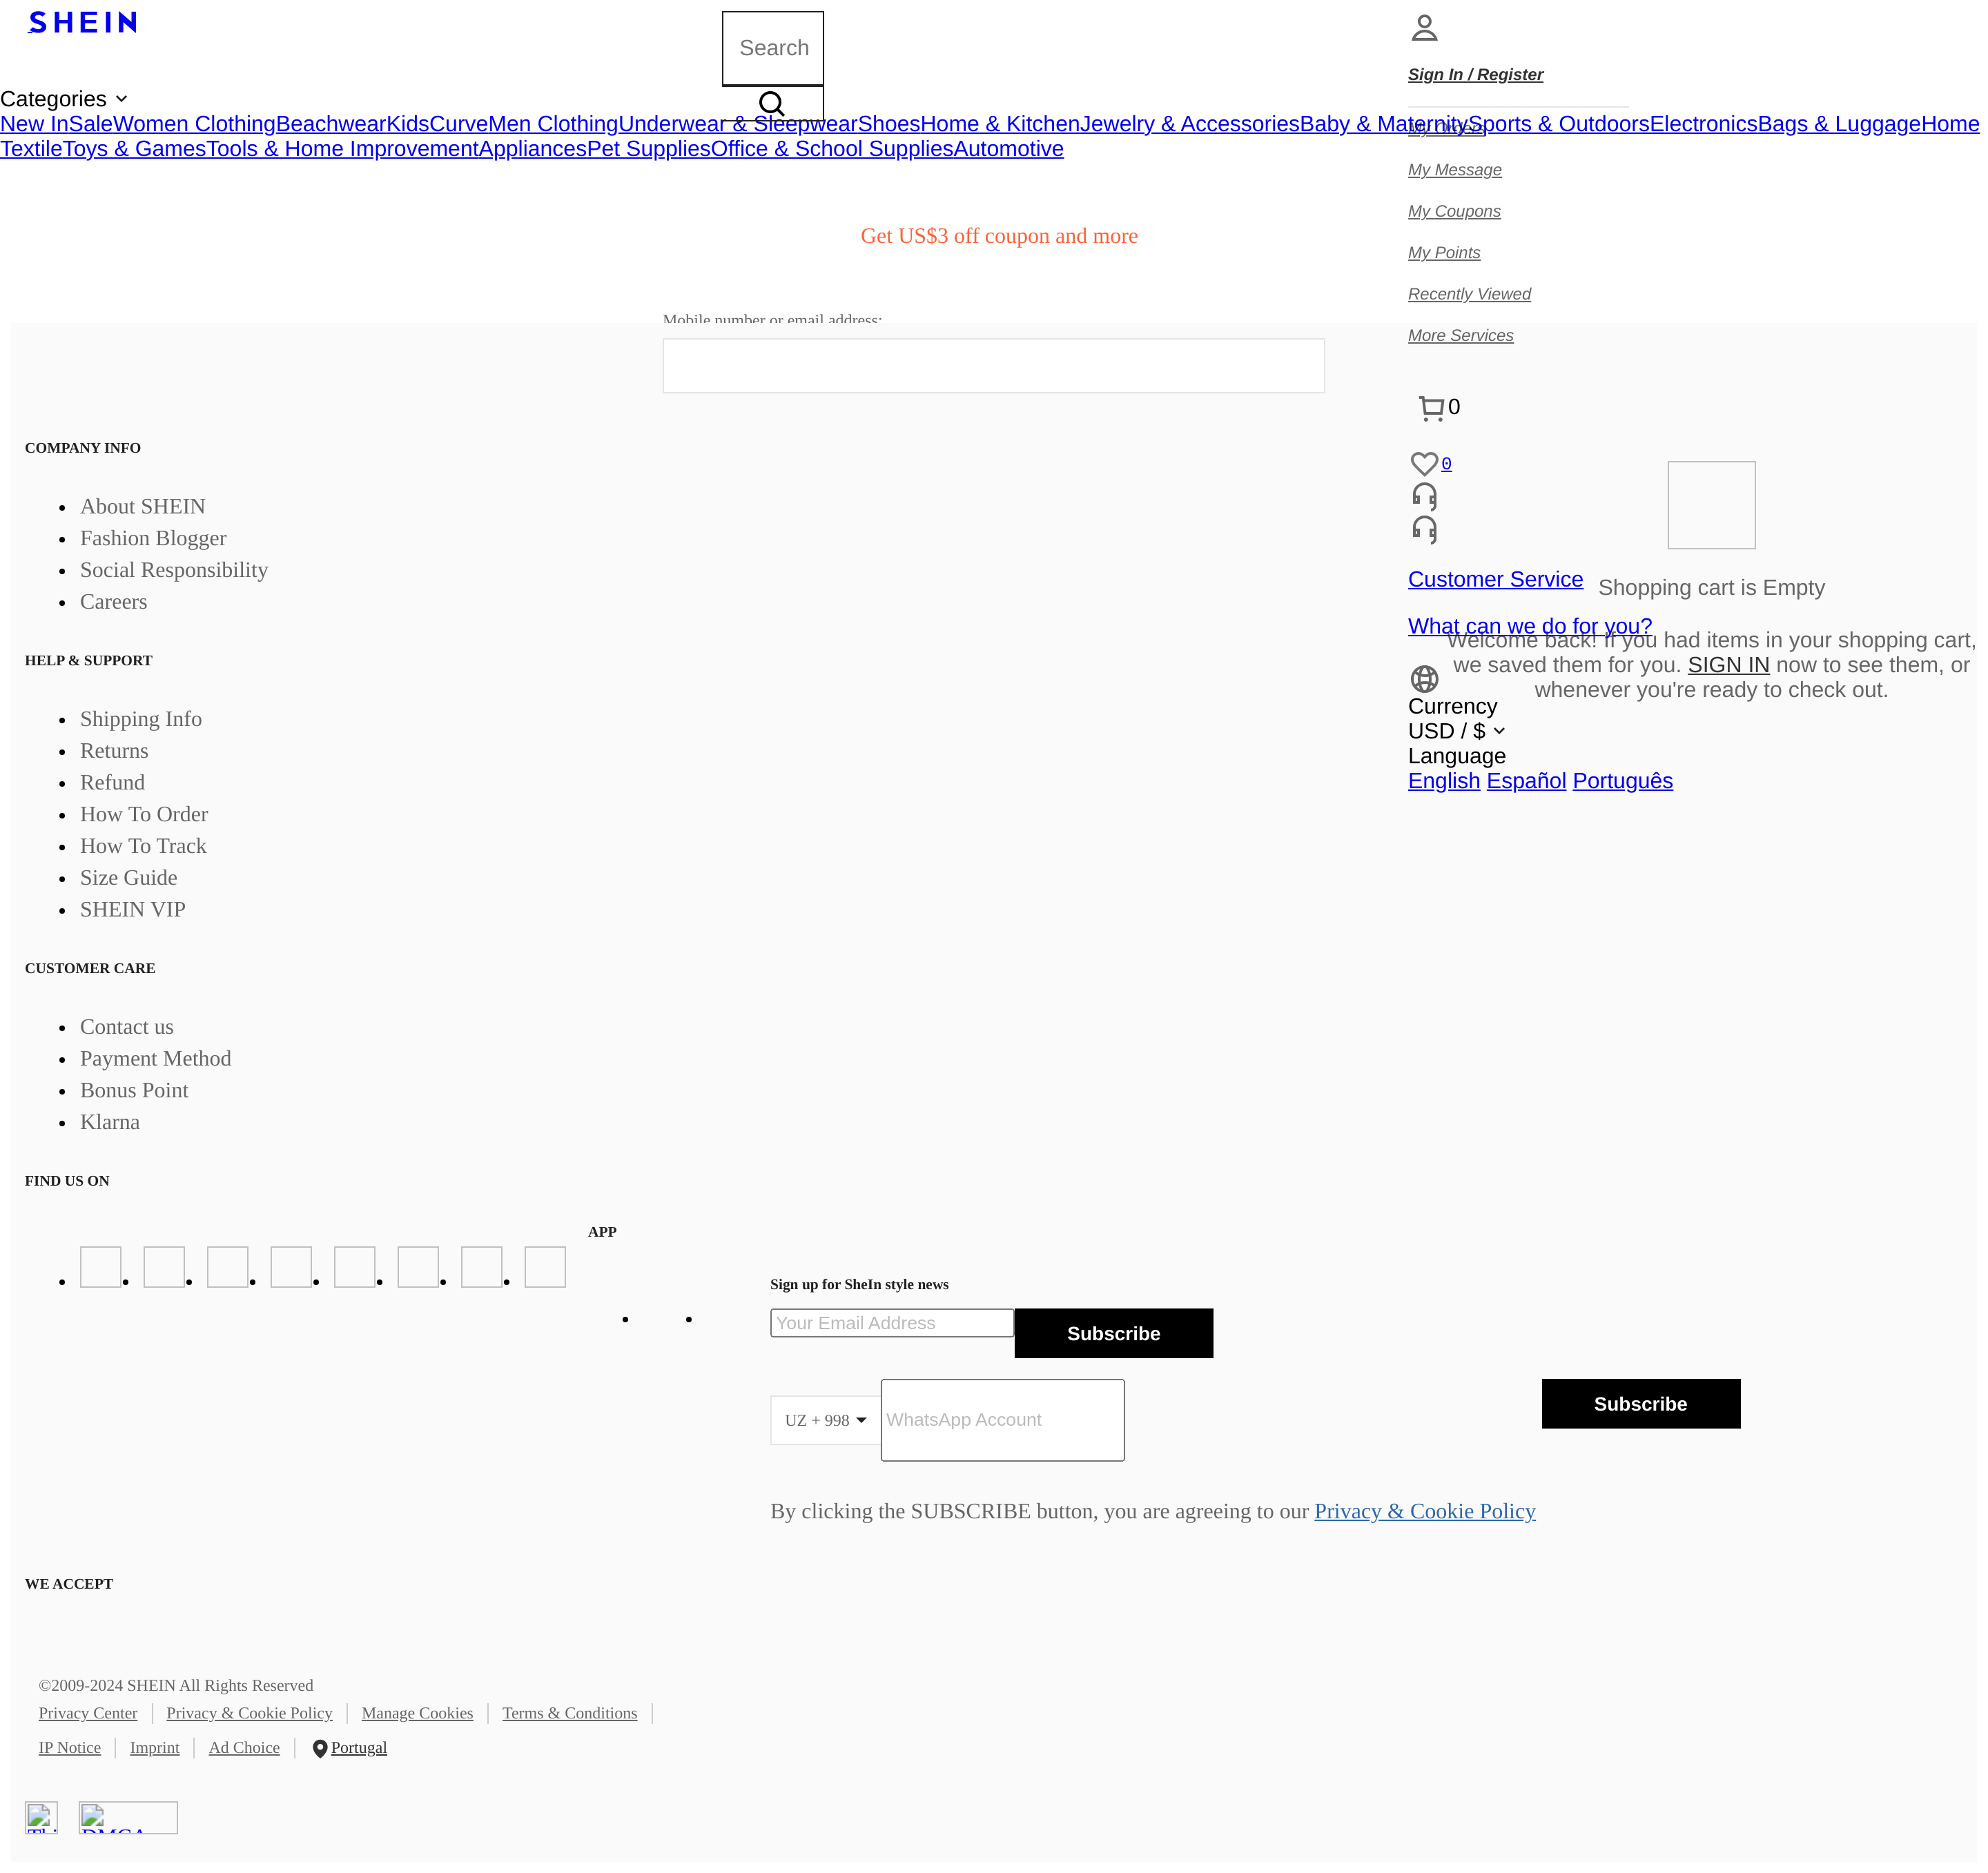 SHEIN
Search
Categories
New InSaleWomen ClothingBeachwearKidsCurveMen ClothingUnderwear & SleepwearShoesHome & KitchenJewelry & AccessoriesBaby & MaternitySports & OutdoorsElectronicsBags & LuggageHome
TextileToys & GamesTools & Home ImprovementAppliancesPet SuppliesOffice & School SuppliesAutomotive
Sign In / Register
My Orders
My Message
My Coupons
My Points
Recently Viewed
More Services
0
0
Customer Service
What can we do for you?
Shopping cart is Empty
Welcome back! If you had items in your shopping cart,
we saved them for you. SIGN IN now to see them, or
whenever you're ready to check out.
Currency
USD / $
Language
English Español Português
Get US$3 off coupon and more
Mobile number or email address:
COMPANY INFO
About SHEIN
Fashion Blogger
Social Responsibility
Careers
HELP & SUPPORT
Shipping Info
Returns
Refund
How To Order
How To Track
Size Guide
SHEIN VIP
CUSTOMER CARE
Contact us
Payment Method
Bonus Point
Klarna
FIND US ON
APP
Sign up for SheIn style news
Your Email Address
Subscribe
UZ + 998
WhatsApp Account
Subscribe
By clicking the SUBSCRIBE button, you are agreeing to our Privacy & Cookie Policy
WE ACCEPT
©2009-2024 SHEIN All Rights Reserved
Privacy Center
Privacy & Cookie Policy
Manage Cookies
Terms & Conditions
IP Notice
Imprint
Ad Choice
Portugal